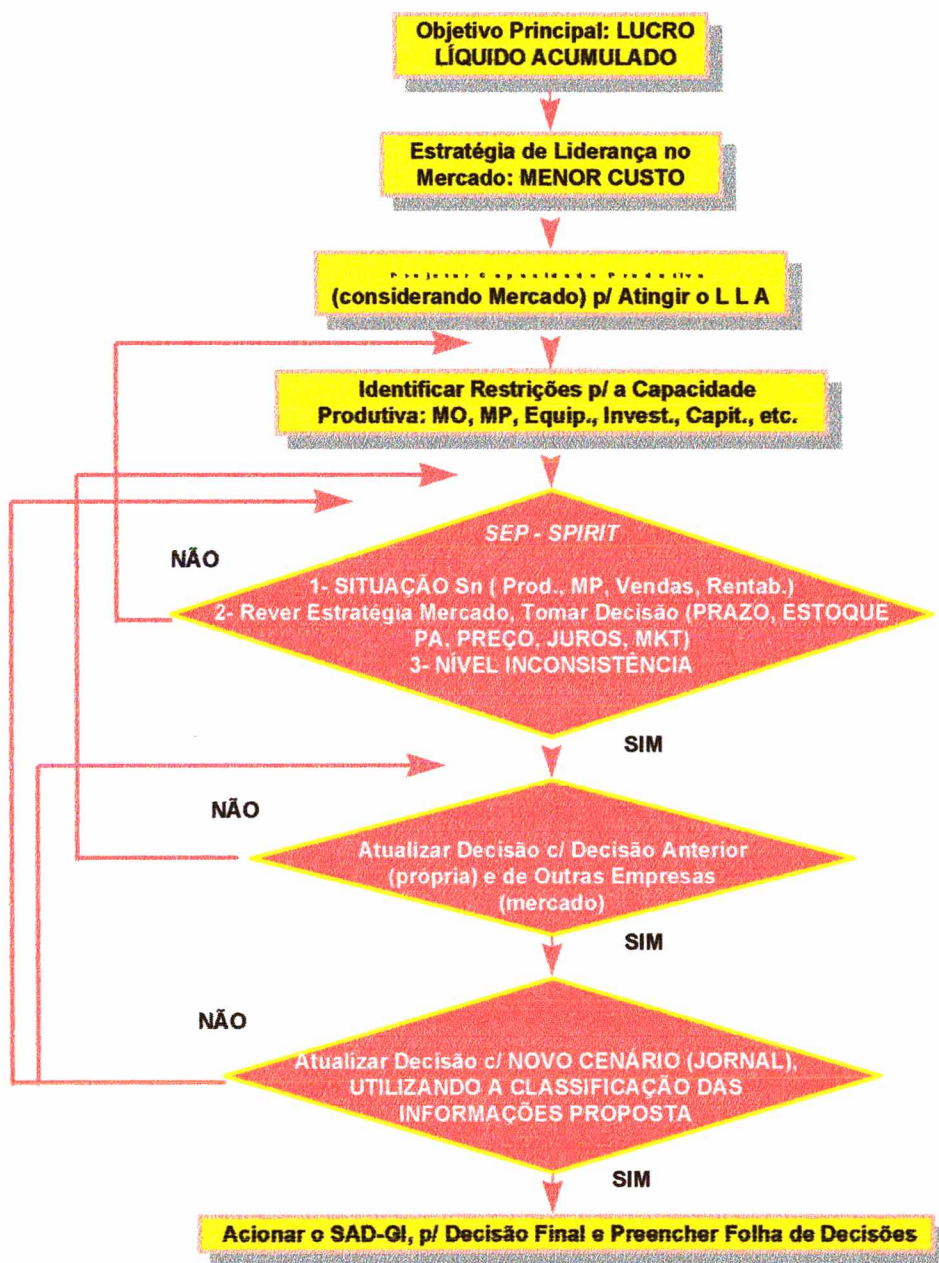 Objetivo Principal: LUCRO
LÍQUIDO ACUMULADO
Estratégia de Liderança no
Mercado: MENOR CUSTO
Projetar Capacidade Produtiva
(considerando Mercado) p/ Atingir o L L A
Identificar Restrições p/ a Capacidade
Produtiva: MO, MP, Equip., Invest., Capit., etc.
SEP - SPIRIT
NÃO
1- SITUAÇÃO Sn ( Prod., MP, Vendas, Rentab.)
2- Rever Estratégia Mercado, Tomar Decisão (PRAZO, ESTOQUE
PA, PREÇO, JUROS, MKT)
3- NÍVEL INCONSISTÊNCIA
SIM
NÃO
Atualizar Decisão c/ Decisão Anterior
(própria) e de Outras Empresas
(mercado)
SIM
NÃO
Atualizar Decisão c/ NOVO CENÁRIO (JORNAL),
UTILIZANDO A CLASSIFICAÇÃO DAS
INFORMAÇÕES PROPOSTA
SIM
Acionar o SAD-GI, p/ Decisão Final e Preencher Folha de Decisões